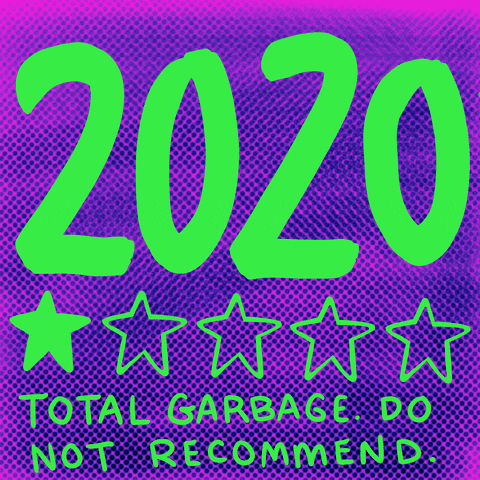 2020
TOTAL GARBAGE. DO
NOT RECOMMEND.